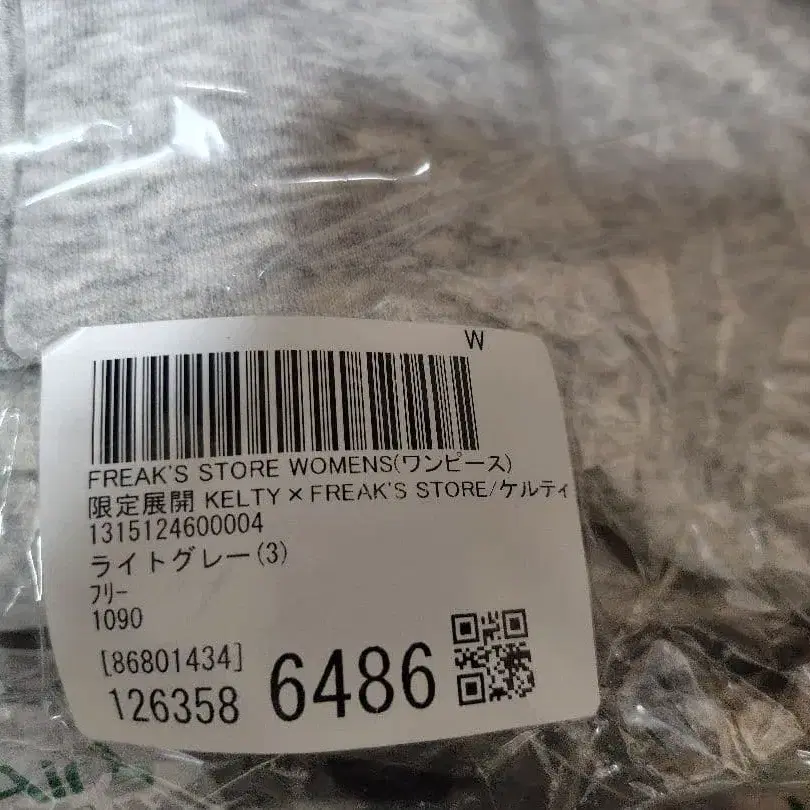 W
FREAK'S STORE WOMENS(ワンピース)
限定展開 KELTY×FREAK'S STORE/ケルティ
1315124600004
ライトグレー(3)
フリー
1090
[86801434]
126358 6486